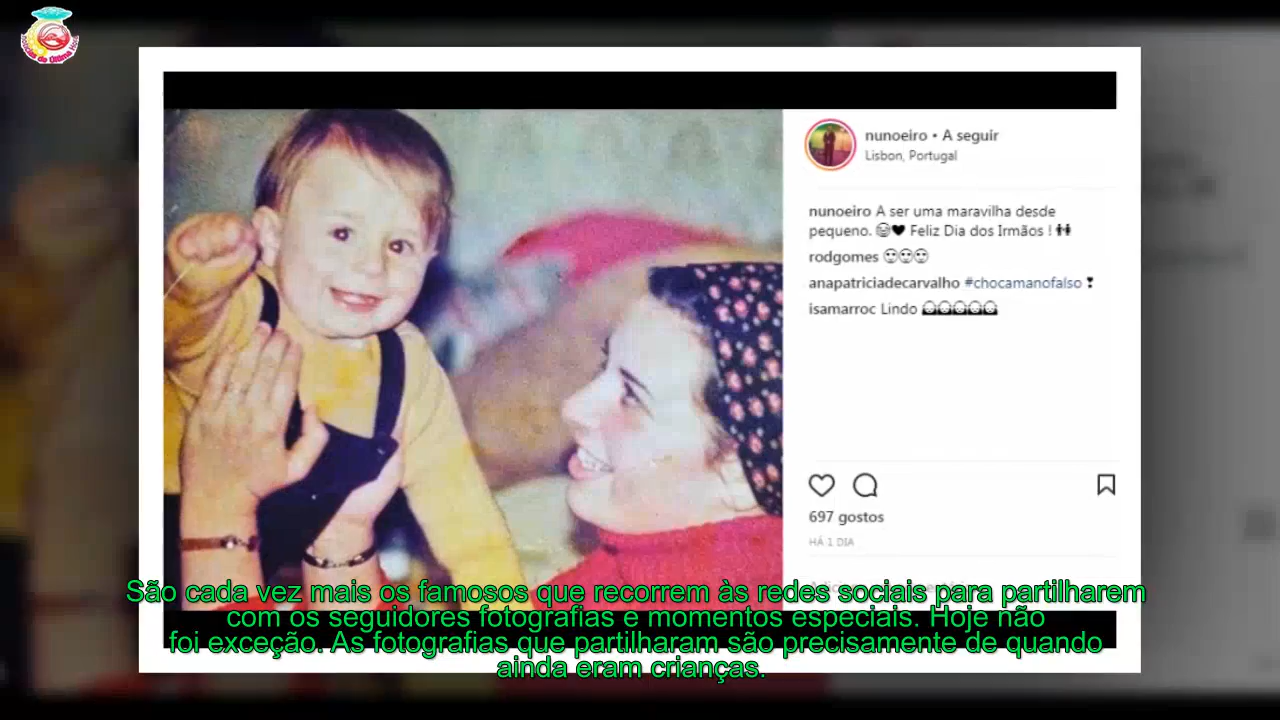 nunoeiro • A seguir
Lisbon, Portugal
nunoeiro A ser uma maravilha desde
pequeno. Feliz Dia dos Irmãos !
rodgomes
anapatriciadecarvalho #chocamanofalso
isamarroc Lindo
697 gostos
HÁ 1 DIA
São cada vez mais os famosos que recorrem às redes sociais para partilharem
com os seguidores fotografias e momentos especiais. Hoje não
foi exceção. As fotografias que partilharam são precisamente de quando
ainda eram crianças.